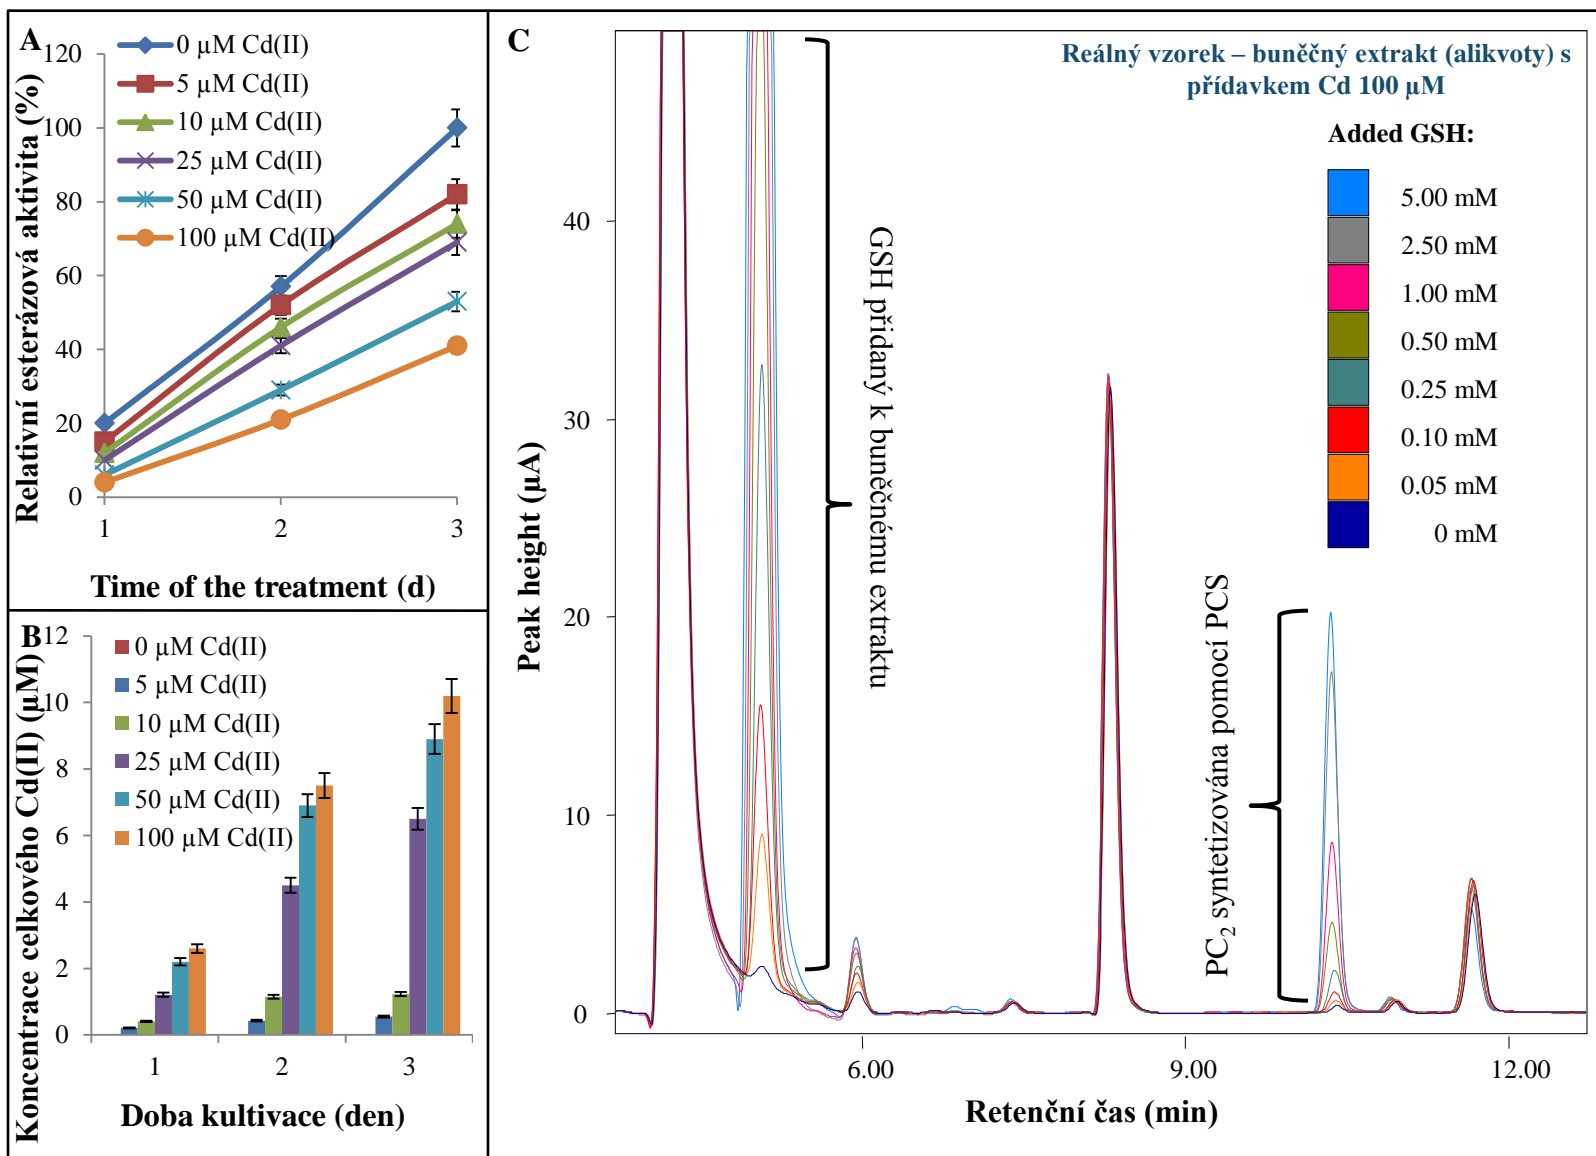 A
Relativní esterázová aktivita (%)
120
100
80
60
40
20
0
0 µM Cd(II)
5 µM Cd(II)
10 µM Cd(II)
25 µM Cd(II)
50 µM Cd(II)
100 µM Cd(II)
1
2
3
Time of the treatment (d)
B
Koncentrace celkového Cd(II) (µM)
12
10
8
6
4
2
0
0 µM Cd(II)
5 µM Cd(II)
10 µM Cd(II)
25 µM Cd(II)
50 µM Cd(II)
100 µM Cd(II)
1
2
3
Doba kultivace (den)
C
Reálný vzorek – buněčný extrakt (alikvoty) s
přídavkem Cd 100 µM
Added GSH:
5.00 mM
2.50 mM
1.00 mM
0.50 mM
0.25 mM
0.10 mM
0.05 mM
0 mM
Peak height (µA)
40
30
20
10
0
GSH přidaný k buněčnému extraktu
PC₂ syntetizována pomocí PCS
6.00
9.00
12.00
Retenční čas (min)